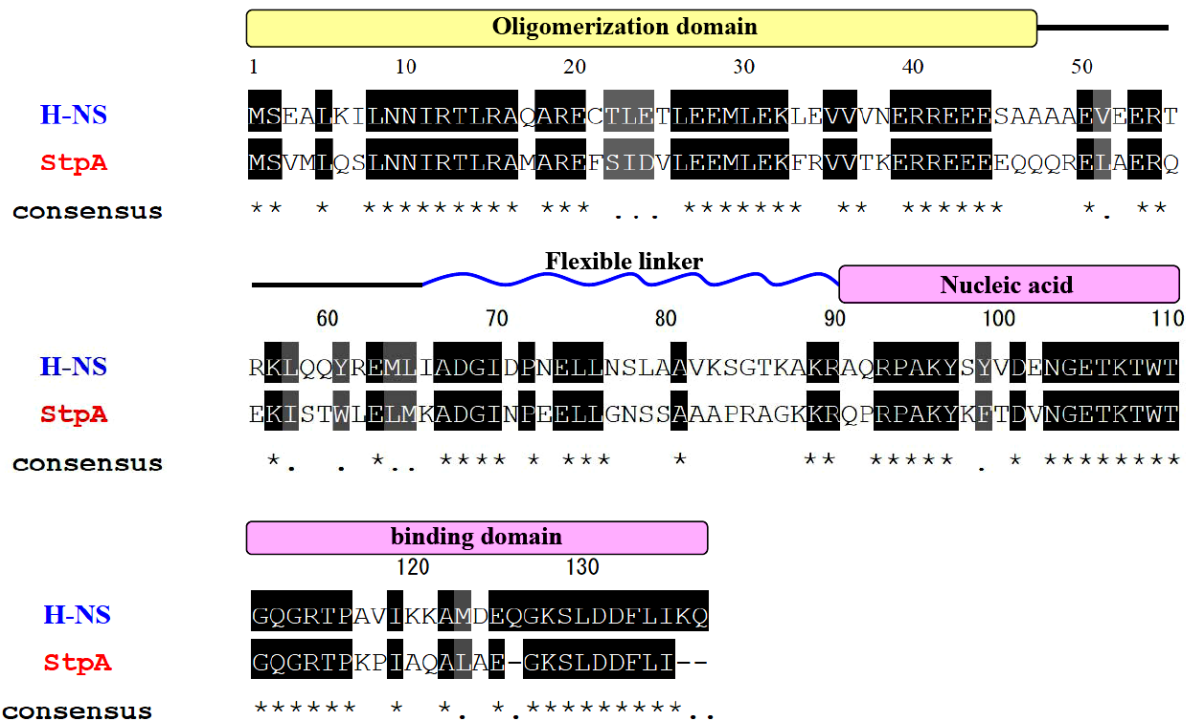 Oligomerization domain
1 10 20 30 40 50
H-NS MSEALKILNNIRTLRAQARECTLETLEEMLEKLEVVVNERREEESAAAAEVEERT
StpA MSVMLQSLNNIRTLRAMAREFSIDVLEEMLEKFRVVTKERREEEEQQQRELAERQ
consensus ** * ********* *** ... ******* ** ****** *. **
Flexible linker Nucleic acid
60 70 80 90 100 110
H-NS RKLQQYREMLIADGIDPNELLNSLAAVKSGTKAKRAQRPAKYSYVDENGETKTWT
StpA EKISTWLELMKADGINPEELLGNSSAAAPRAGKKRQPRPAKYKFTDVNGETKTWT
consensus *. . *.. **** * *** * ** ***** . * ********
binding domain
120 130
H-NS GQGRTPAVIKKAMDEQGKSLDDFLIKQ
StpA GQGRTPKPIAQALAE-GKSLDDFLI--
consensus ****** * *. *.*********..